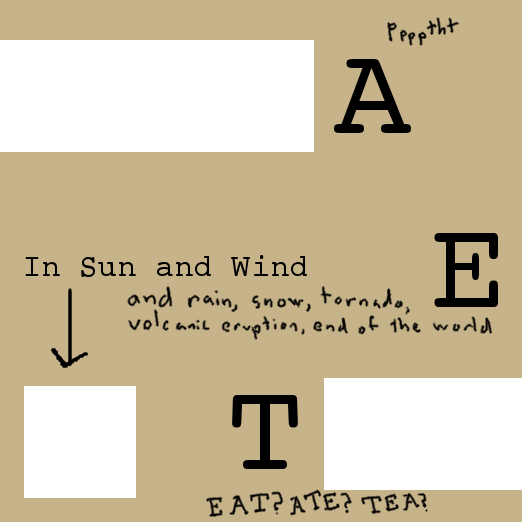 Pppptht
A
E
In Sun and Wind
and rain, snow, tornado,
volcanic eruption, end of the world
T
EAT? ATE? TEA?